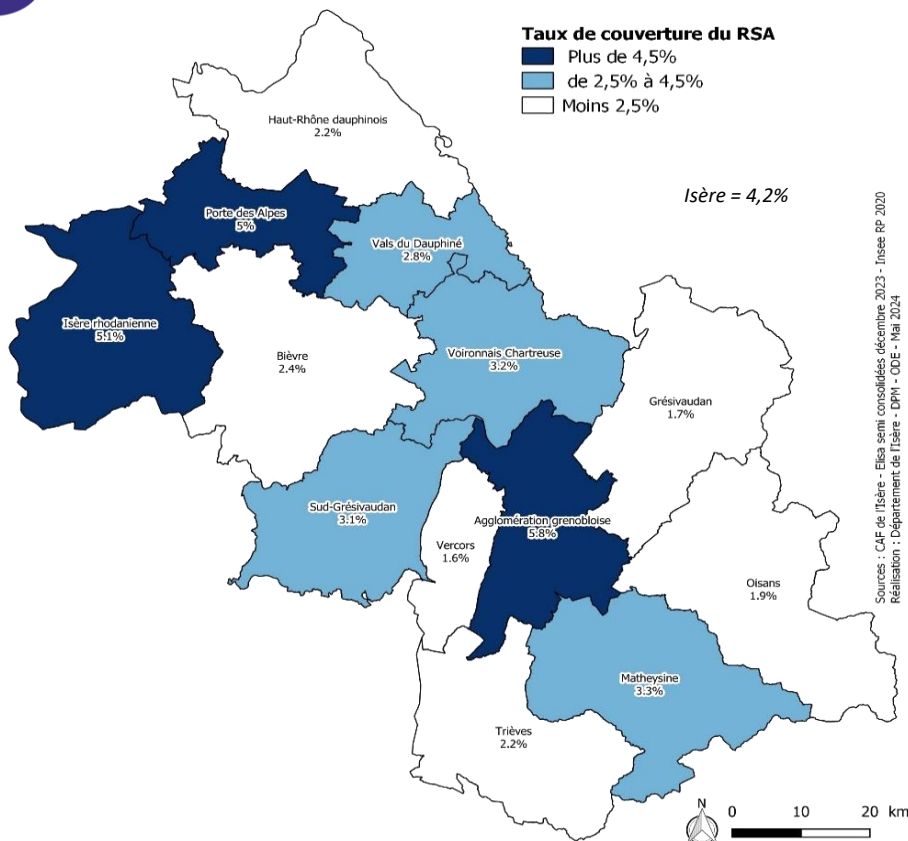 Taux de couverture du RSA
Plus de 4,5%
de 2,5% à 4,5%
Moins 2,5%
Isère = 4,2%
Haut-Rhône dauphinois
2.2%
Porte des Alpes
5%
Vals du Dauphiné
2.8%
Isère rhodanienne
5.1%
Bièvre
2.4%
Voironnais Chartreuse
3.2%
Grésivaudan
1.7%
Sud-Grésivaudan
3.1%
Agglomération grenobloise
5.8%
Vercors
1.6%
Oisans
1.9%
Matheysine
3.3%
Trièves
2.2%
N
0 10 20 km
Sources : CAF de l'Isère - Elisa semi consolidées décembre 2023 - Insee RP 2020
Réalisation : Département de l'Isère - DPM - ODE - Mai 2024